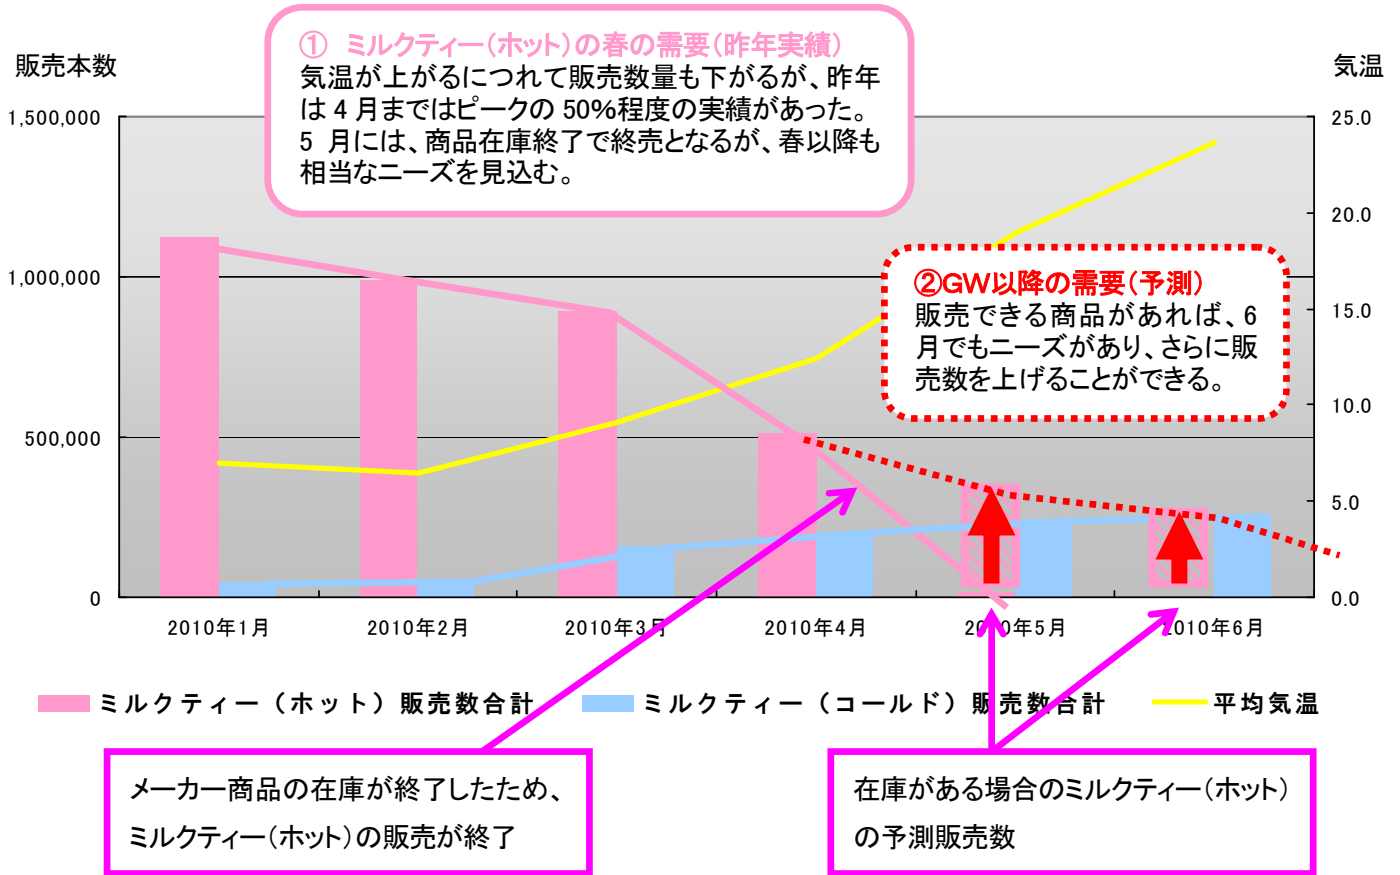 ① ミルクティー（ホット）の春の需要（昨年実績）
気温が上がるにつれて販売数量も下がるが、昨年
は 4 月まではピークの 50%程度の実績があった。
5 月には、商品在庫終了で終売となるが、春以降も
相当なニーズを見込む。
販売本数
気温
1,500,000
1,000,000
500,000
0
25.0
20.0
15.0
10.0
5.0
0.0
②GW以降の需要（予測）
販売できる商品があれば、6
月でもニーズがあり、さらに販
売数を上げることができる。
2010年1月
2010年2月
2010年3月
2010年4月
2010年5月
2010年6月
ミルクティー（ホット）販売数合計
ミルクティー（コールド）販売数合計
平均気温
メーカー商品の在庫が終了したため、
ミルクティー（ホット）の販売が終了
在庫がある場合のミルクティー（ホット）
の予測販売数